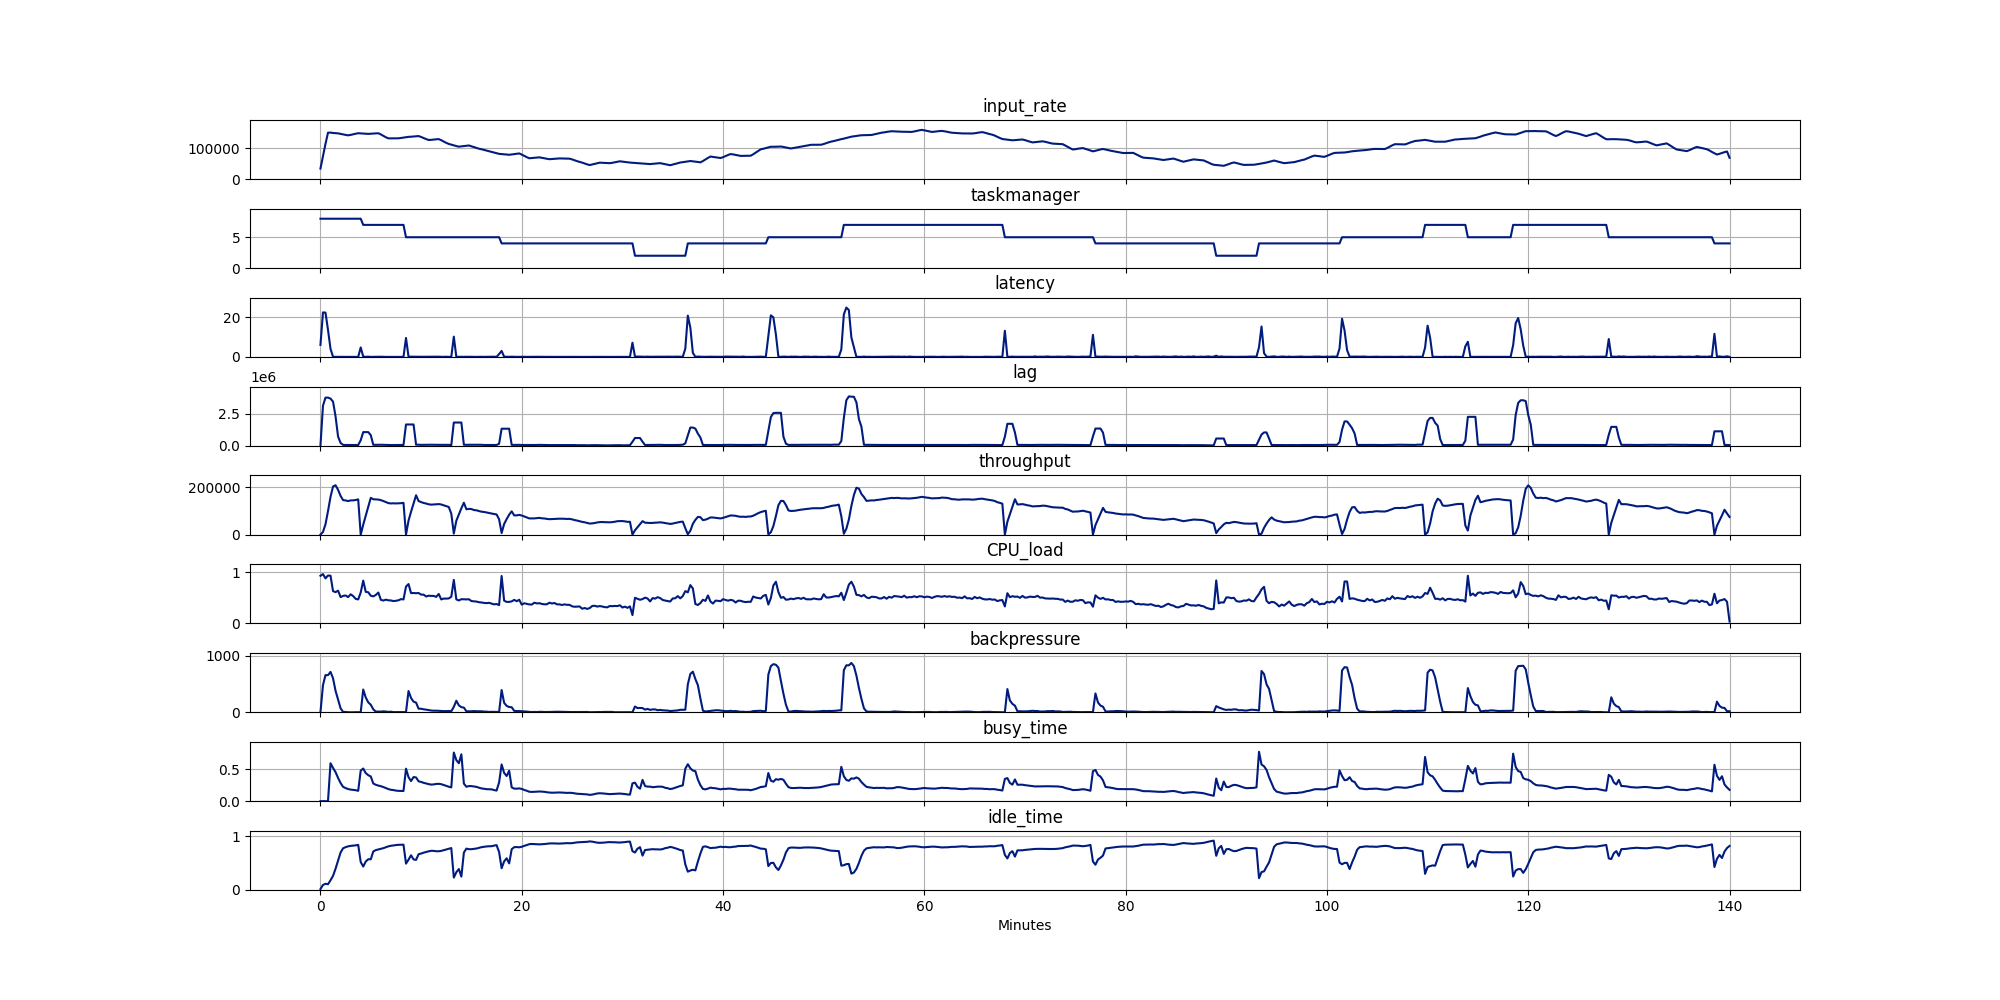 input_rate
100000
0
taskmanager
5
0
latency
20
0
1e6
lag
2.5
0.0
throughput
200000
0
CPU_load
1
0
backpressure
1000
0
busy_time
0.5
0.0
idle_time
1
0
0 20 40 60 80 100 120 140
Minutes